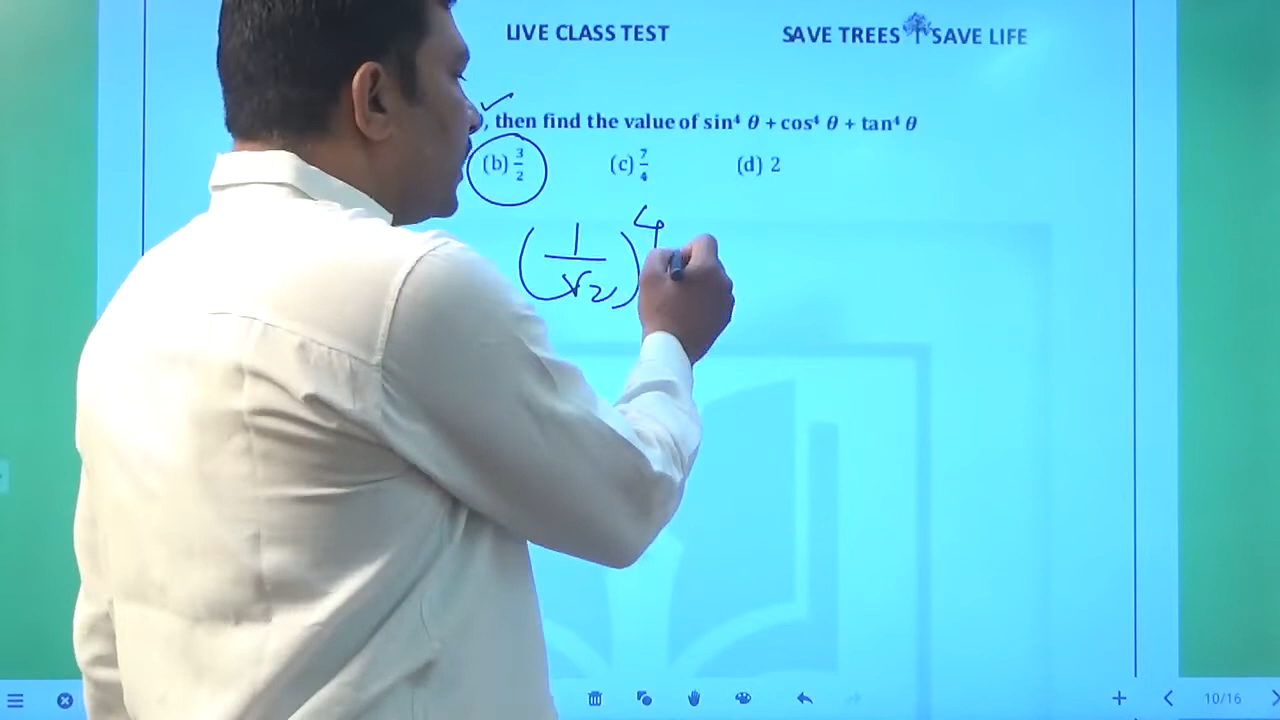 LIVE CLASS TEST SAVE TREES SAVE LIFE
, then find the value of sin⁴ θ + cos⁴ θ + tan⁴ θ
(b) 3/2 (c) 7/4 (d) 2
(1/√2)⁴
10/16